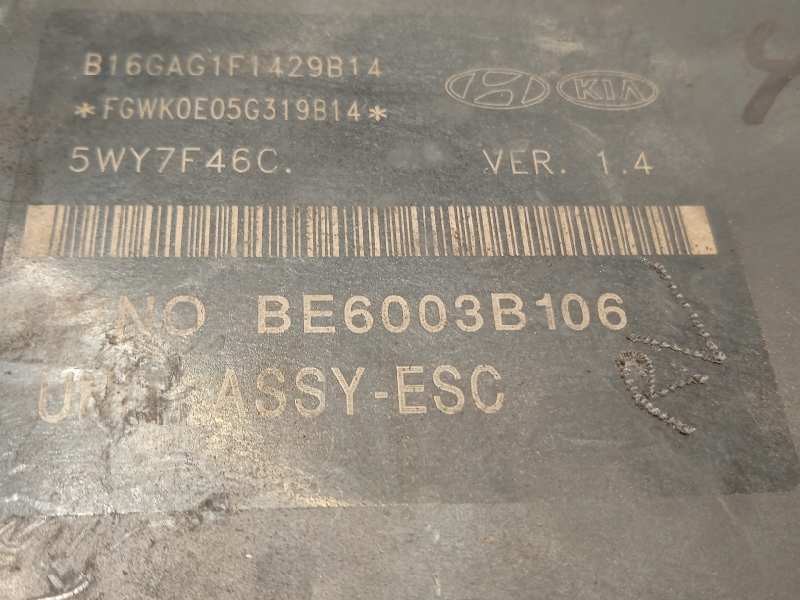 B16GAG1F1429B14
*FGWK0E05G319B14*
KIA
5WY7F46C. VER. 1.4
NO BE6003B106
ASSY-ESC